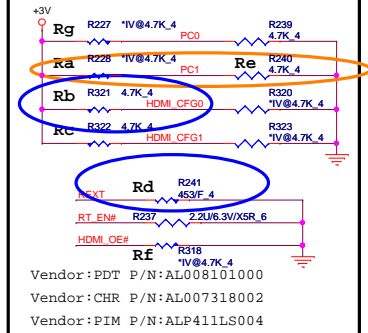 +3V
Rg R227 *IV@4.7K_4 PC0 R239 4.7K_4
Ra R228 *IV@4.7K_4 PC1 Re R240 4.7K_4
Rb R321 4.7K_4 HDMI_CFG0 R320 *IV@4.7K_4
Rc R322 4.7K_4 HDMI_CFG1 R323 *IV@4.7K_4
REXT Rd R241 453/F_4
RT_EN# R237 2.2U/6.3V/X5R_6
HDMI_OE# Rf R318 *IV@4.7K_4
Vendor:PDT P/N:AL008101000
Vendor:CHR P/N:AL007318002
Vendor:PIM P/N:ALP411LS004